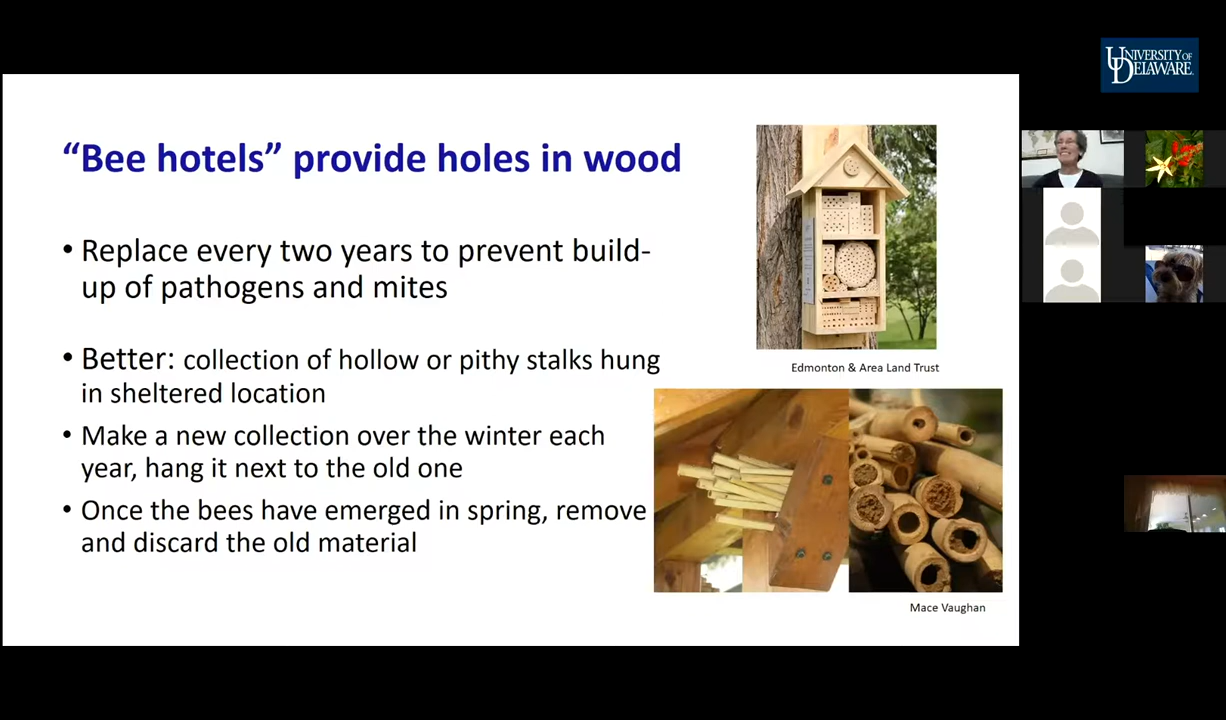 UNIVERSITY OF
DELAWARE.
“Bee hotels” provide holes in wood
• Replace every two years to prevent build-
up of pathogens and mites
• Better: collection of hollow or pithy stalks hung
in sheltered location
• Make a new collection over the winter each
year, hang it next to the old one
• Once the bees have emerged in spring, remove
and discard the old material
Edmonton & Area Land Trust
Mace Vaughan